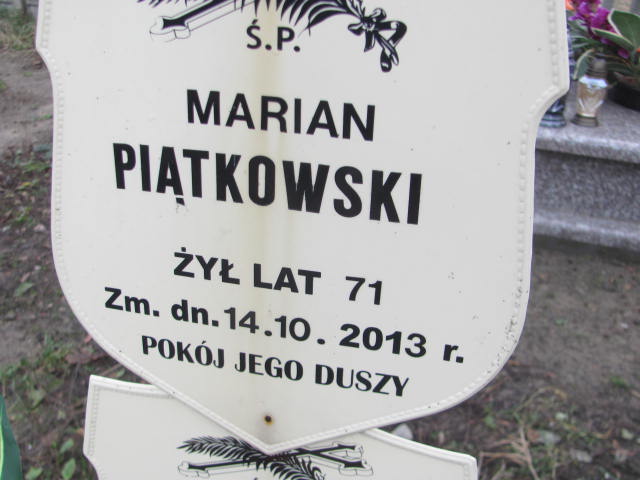 Ś.P.
MARIAN
PIĄTKOWSKI
ŻYŁ LAT 71
Zm. dn. 14.10. 2013 r.
POKÓJ JEGO DUSZY